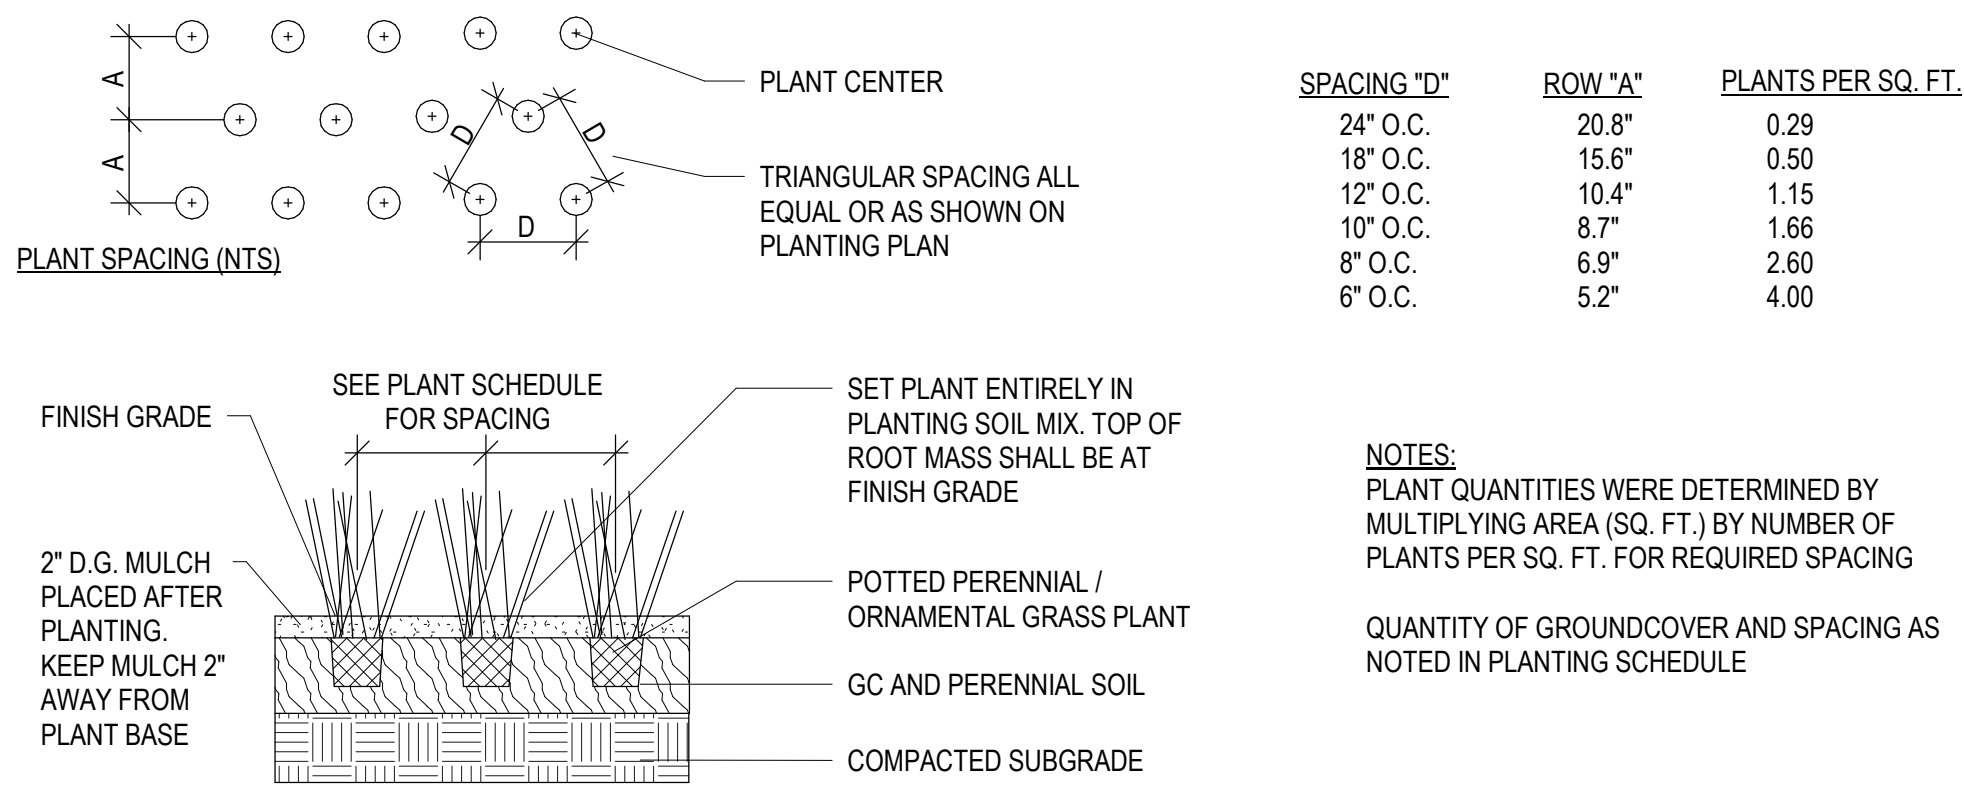 A
A
D
D
D
PLANT CENTER
TRIANGULAR SPACING ALL
EQUAL OR AS SHOWN ON
PLANTING PLAN
PLANT SPACING (NTS)
SPACING "D" ROW "A" PLANTS PER SQ. FT.
24" O.C. 20.8" 0.29
18" O.C. 15.6" 0.50
12" O.C. 10.4" 1.15
10" O.C. 8.7" 1.66
8" O.C. 6.9" 2.60
6" O.C. 5.2" 4.00
SEE PLANT SCHEDULE
FOR SPACING
FINISH GRADE
2" D.G. MULCH
PLACED AFTER
PLANTING.
KEEP MULCH 2"
AWAY FROM
PLANT BASE
SET PLANT ENTIRELY IN
PLANTING SOIL MIX. TOP OF
ROOT MASS SHALL BE AT
FINISH GRADE
POTTED PERENNIAL /
ORNAMENTAL GRASS PLANT
GC AND PERENNIAL SOIL
COMPACTED SUBGRADE
NOTES:
PLANT QUANTITIES WERE DETERMINED BY
MULTIPLYING AREA (SQ. FT.) BY NUMBER OF
PLANTS PER SQ. FT. FOR REQUIRED SPACING
QUANTITY OF GROUNDCOVER AND SPACING AS
NOTED IN PLANTING SCHEDULE